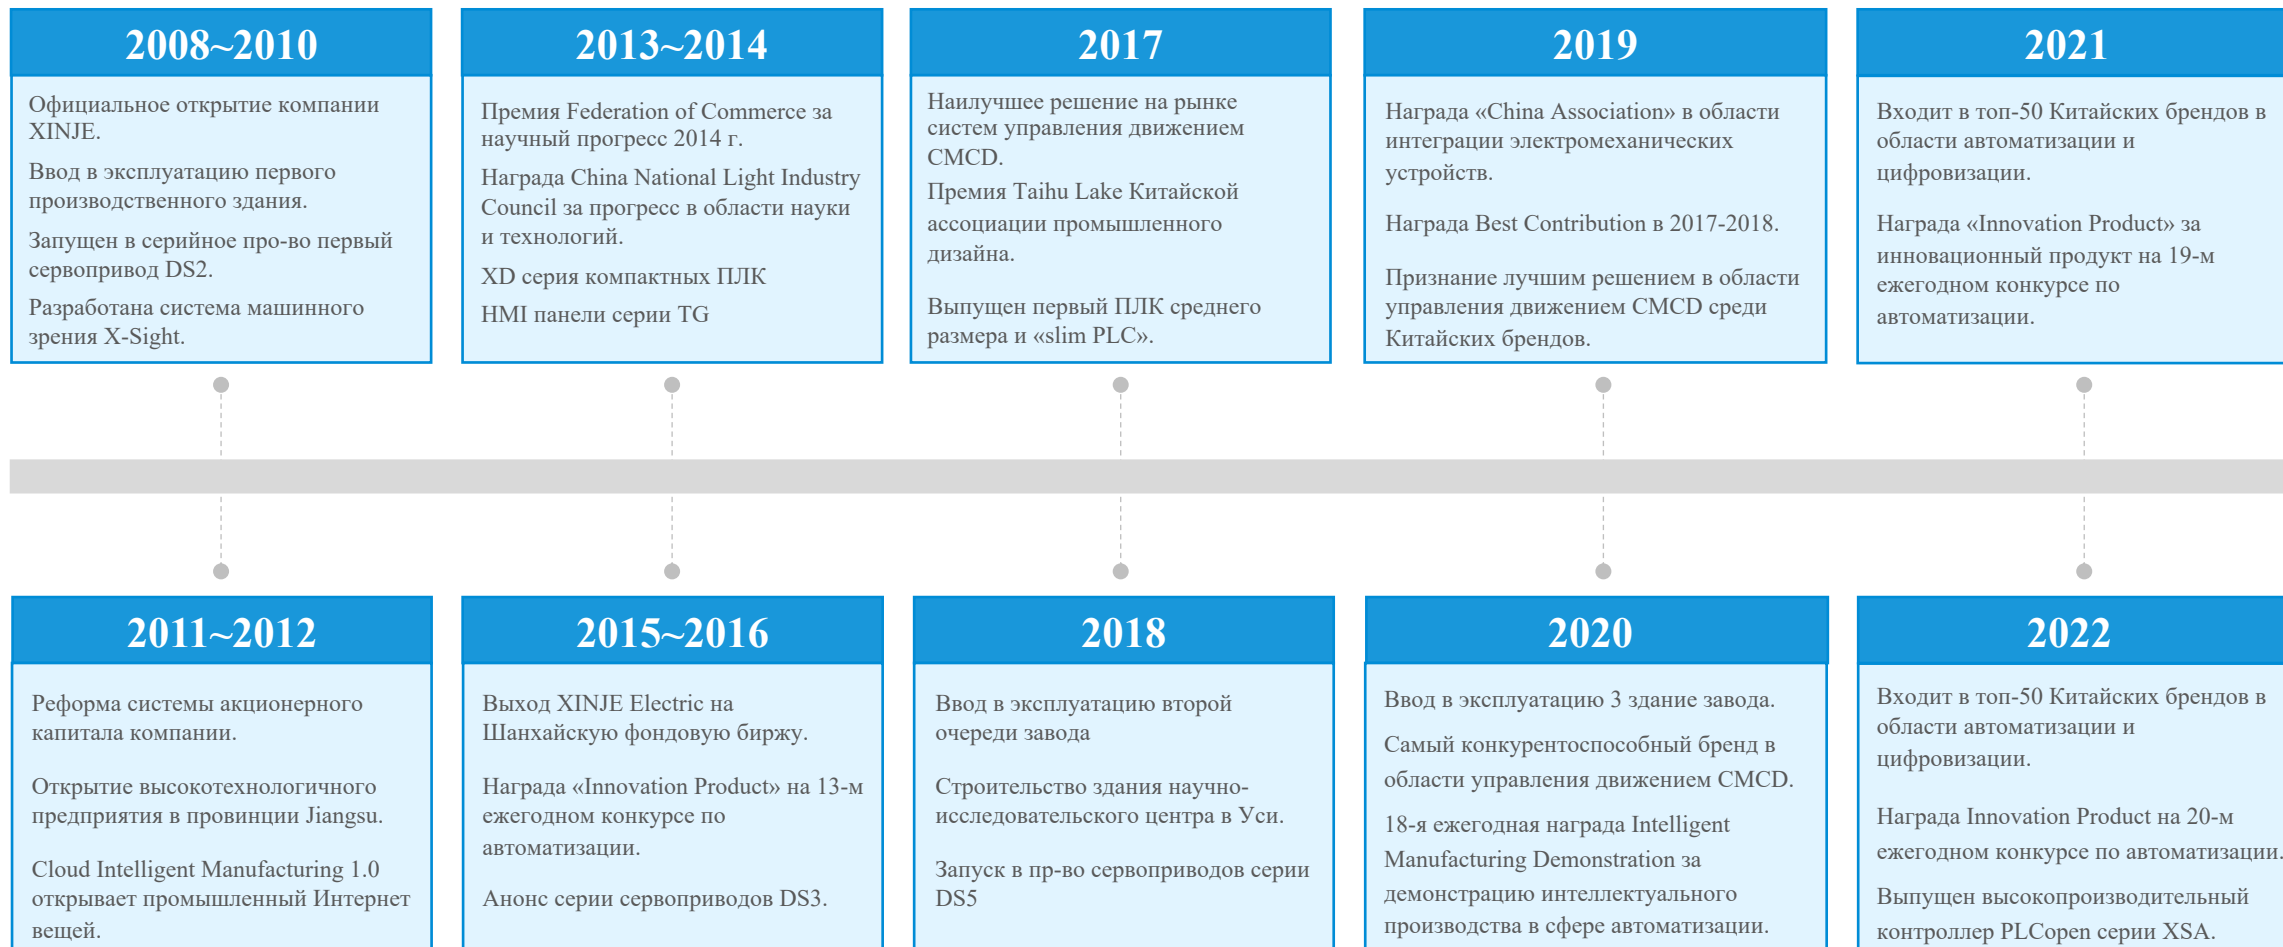 2008~2010
Официальное открытие компании
XINJE.
Ввод в эксплуатацию первого
производственного здания.
Запущен в серийное про-во первый
сервопривод DS2.
Разработана система машинного
зрения X-Sight.
2013~2014
Премия Federation of Commerce за
научный прогресс 2014 г.
Награда China National Light Industry
Council за прогресс в области науки
и технологий.
XD серия компактных ПЛК
HMI панели серии TG
2017
Наилучшее решение на рынке
систем управления движением
CMCD.
Премия Taihu Lake Китайской
ассоциации промышленного
дизайна.
Выпущен первый ПЛК среднего
размера и «slim PLC».
2019
Награда «China Association» в области
интеграции электромеханических
устройств.
Награда Best Contribution в 2017-2018.
Признание лучшим решением в области
управления движением CMCD среди
Китайских брендов.
2021
Входит в топ-50 Китайских брендов в
области автоматизации и
цифровизации.
Награда «Innovation Product» за
инновационный продукт на 19-м
ежегодном конкурсе по
автоматизации.
2011~2012
Реформа системы акционерного
капитала компании.
Открытие высокотехнологичного
предприятия в провинции Jiangsu.
Cloud Intelligent Manufacturing 1.0
открывает промышленный Интернет
вещей.
2015~2016
Выход XINJE Electric на
Шанхайскую фондовую биржу.
Награда «Innovation Product» на 13-м
ежегодном конкурсе по
автоматизации.
Анонс серии сервоприводов DS3.
2018
Ввод в эксплуатацию второй
очереди завода
Строительство здания научно-
исследовательского центра в Уси.
Запуск в пр-во сервоприводов серии
DS5
2020
Ввод в эксплуатацию 3 здание завода.
Самый конкурентоспособный бренд в
области управления движением CMCD.
18-я ежегодная награда Intelligent
Manufacturing Demonstration за
демонстрацию интеллектуального
производства в сфере автоматизации.
2022
Входит в топ-50 Китайских брендов в
области автоматизации и
цифровизации.
Награда Innovation Product на 20-м
ежегодном конкурсе по автоматизации.
Выпущен высокопроизводительный
контроллер PLCopen серии XSA.